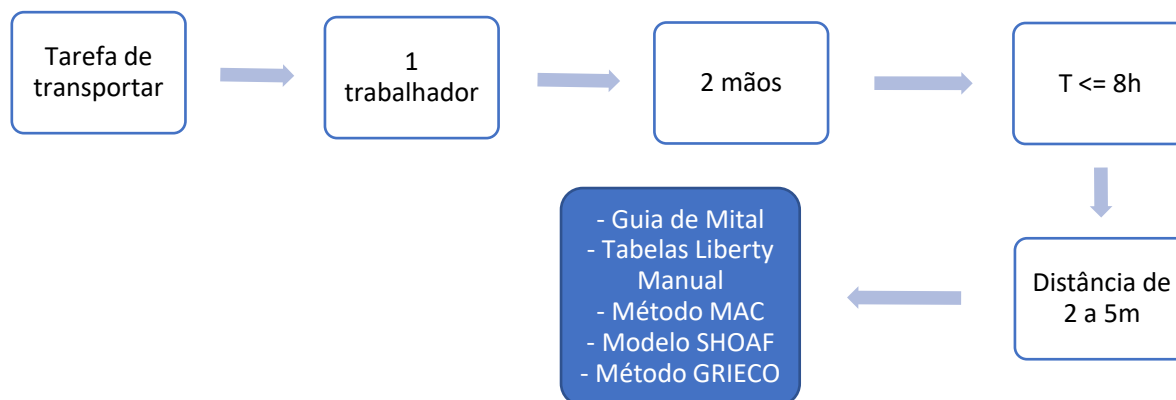 Tarefa de
transportar
1
trabalhador
2 mãos
T <= 8h
Distância de
2 a 5m
- Guia de Mital
- Tabelas Liberty
Manual
- Método MAC
- Modelo SHOAF
- Método GRIECO